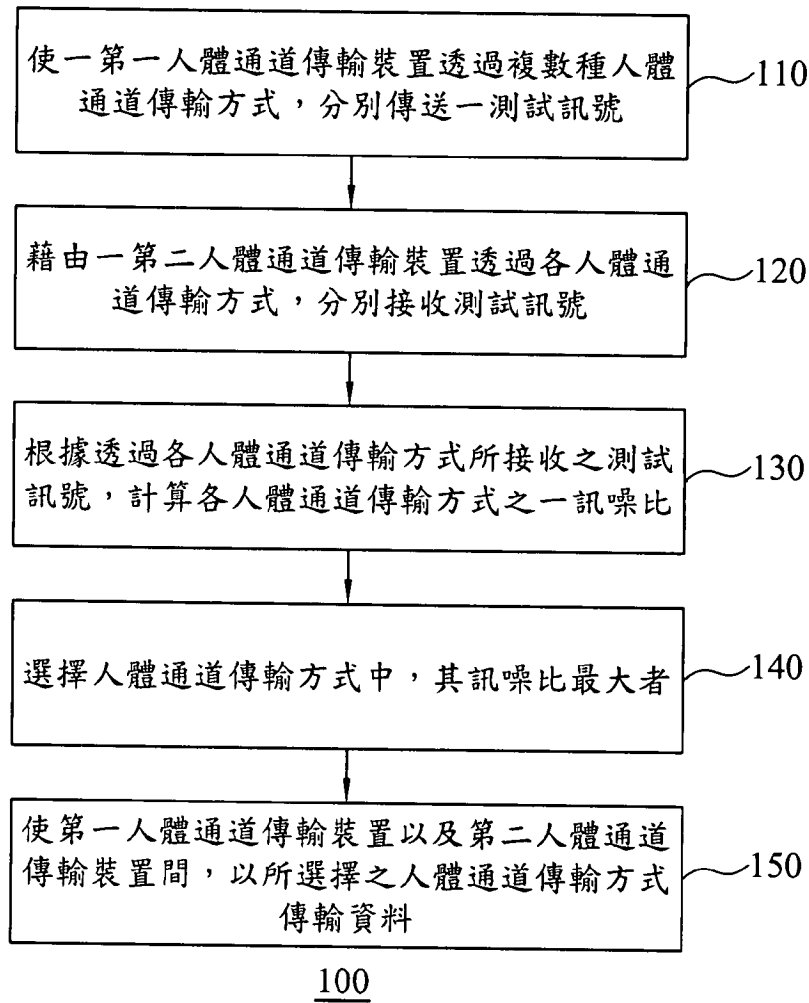 使一第一人體通道傳輸裝置透過複數種人體
通道傳輸方式，分別傳送一測試訊號
110
藉由一第二人體通道傳輸裝置透過各人體通
道傳輸方式，分別接收測試訊號
120
根據透過各人體通道傳輸方式所接收之測試
訊號，計算各人體通道傳輸方式之一訊噪比
130
選擇人體通道傳輸方式中，其訊噪比最大者
140
使第一人體通道傳輸裝置以及第二人體通道
傳輸裝置間，以所選擇之人體通道傳輸方式
傳輸資料
150
100